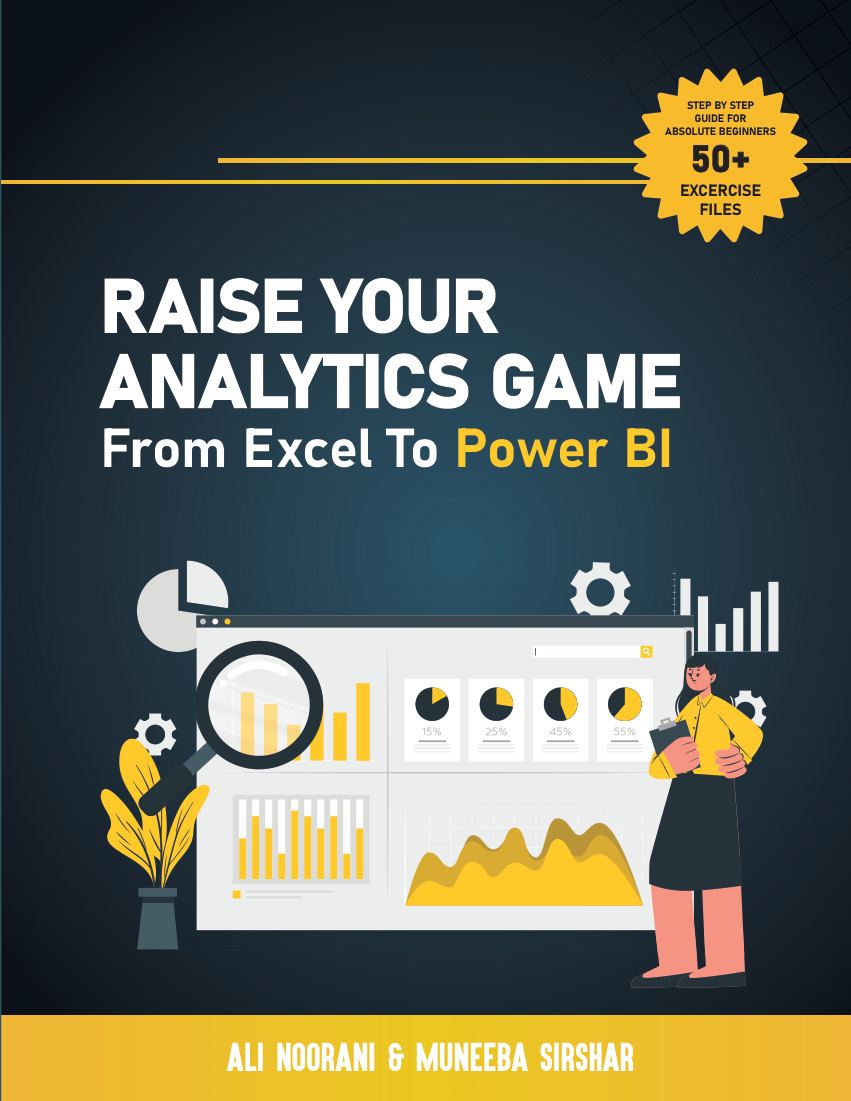 STEP BY STEP
GUIDE FOR
ABSOLUTE BEGINNERS
50+
EXCERCISE
FILES
RAISE YOUR
ANALYTICS GAME
From Excel To Power BI
15%
25%
45%
55%
ALI NOORANI & MUNEEBA SIRSHAR